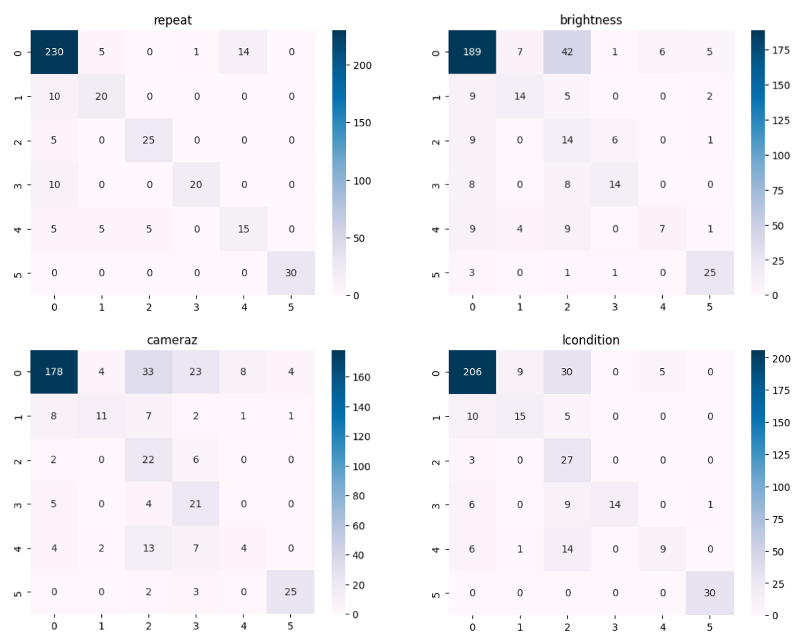 repeat
0 230 5 0 1 14 0
1 10 20 0 0 0 0
2 5 0 25 0 0 0
3 10 0 0 20 0 0
4 5 5 5 0 15 0
5 0 0 0 0 0 30
0 1 2 3 4 5
200
150
100
50
0
brightness
0 189 7 42 1 6 5
1 9 14 5 0 0 2
2 9 0 14 6 0 1
3 8 0 8 14 0 0
4 9 4 9 0 7 1
5 3 0 1 1 0 25
0 1 2 3 4 5
175
150
125
100
75
50
25
0
cameraz
0 178 4 33 23 8 4
1 8 11 7 2 1 1
2 2 0 22 6 0 0
3 5 0 4 21 0 0
4 4 2 13 7 4 0
5 0 0 2 3 0 25
0 1 2 3 4 5
160
140
120
100
80
60
40
20
0
lcondition
0 206 9 30 0 5 0
1 10 15 5 0 0 0
2 3 0 27 0 0 0
3 6 0 9 14 0 1
4 6 1 14 0 9 0
5 0 0 0 0 0 30
0 1 2 3 4 5
200
175
150
125
100
75
50
25
0